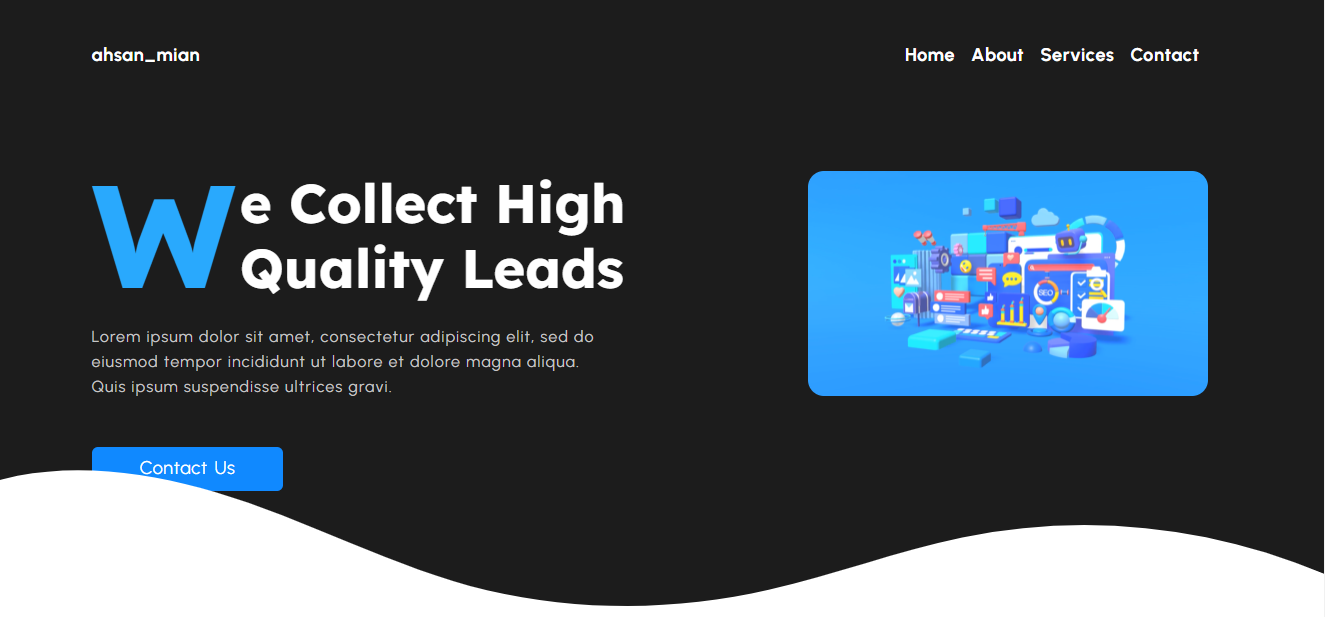 ahsan_mian
Home About Services Contact
We Collect High
Quality Leads
Lorem ipsum dolor sit amet, consectetur adipiscing elit, sed do
eiusmod tempor incididunt ut labore et dolore magna aliqua.
Quis ipsum suspendisse ultrices gravi.
SEO
Contact Us